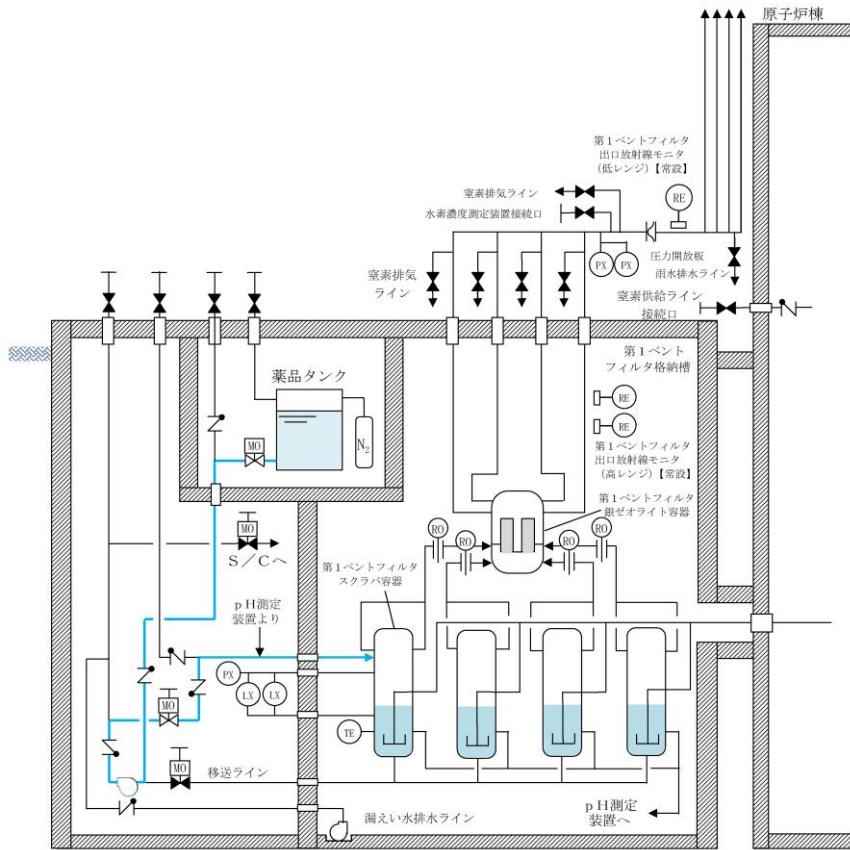 原子炉棟
第１ベントフィルタ
出口放射線モニタ
(低レンジ)【常設】
RE
窒素排気ライン
水素濃度測定装置接続口
PX
PX
圧力開放板
雨水排水ライン
窒素排気
ライン
窒素供給ライン
接続口
第１ベント
フィルタ格納槽
薬品タンク
RE
RE
MO
N₂
第１ベントフィルタ
出口放射線モニタ
(高レンジ)【常設】
第１ベントフィルタ
銀ゼオライト容器
MO
RO
RO
RO
RO
S／Cへ
第１ベントフィルタ
スクラバ容器
ｐH測定
装置より
PX
LX
LX
MO
TE
MO
移送ライン
漏えい水排水ライン
ｐH測定
装置へ